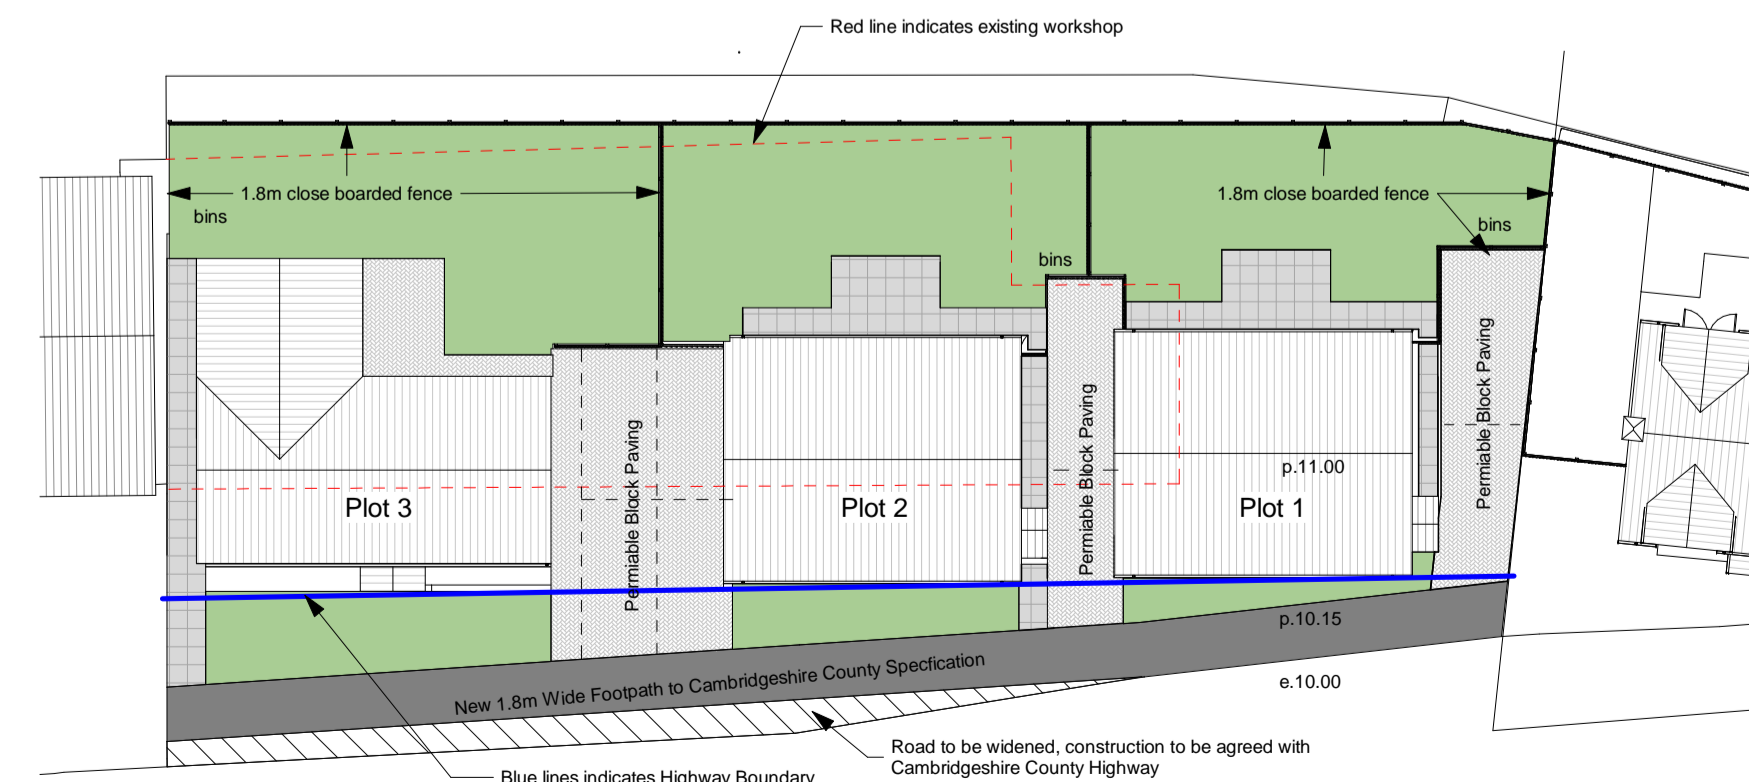 Red line indicates existing workshop
1.8m close boarded fence
1.8m close boarded fence
bins
bins
bins
Permiable Block Paving
Permiable Block Paving
Permiable Block Paving
p.11.00
Plot 3
Plot 2
Plot 1
p.10.15
New 1.8m Wide Footpath to Cambridgeshire County Specfication
e.10.00
Road to be widened, construction to be agreed with
Cambridgeshire County Highway
Blue lines indicates Highway Boundary